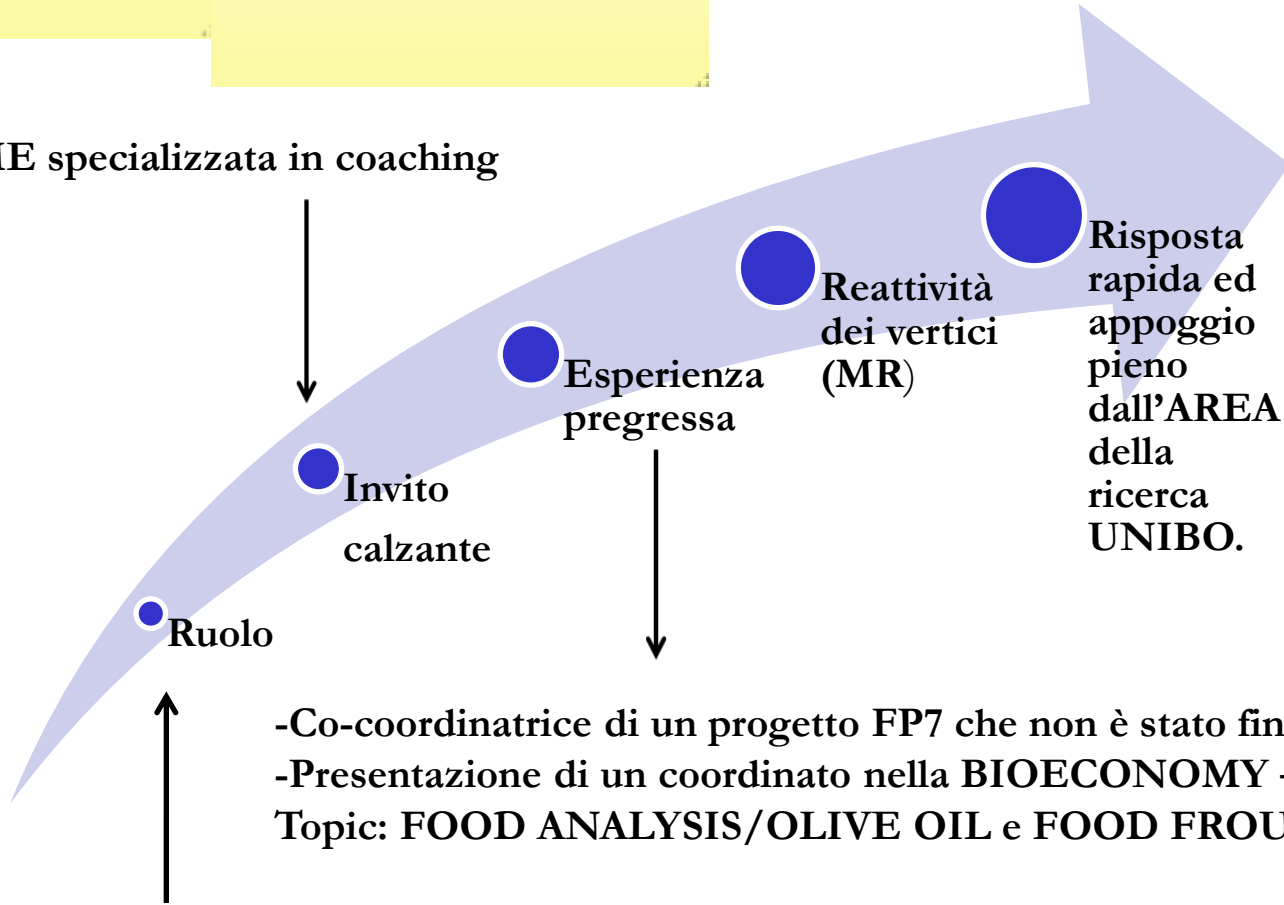 specializzata in coaching
Risposta
rapida ed
appoggio
pieno
dall’AREA
della
ricerca
UNIBO.
Reattività
dei vertici
(MR)
Esperienza
pregressa
Invito
calzante
Ruolo
-Co-coordinatrice di un progetto FP7 che non è stato fin
-Presentazione di un coordinato nella BIOECONOMY -
Topic: FOOD ANALYSIS/OLIVE OIL e FOOD FROU